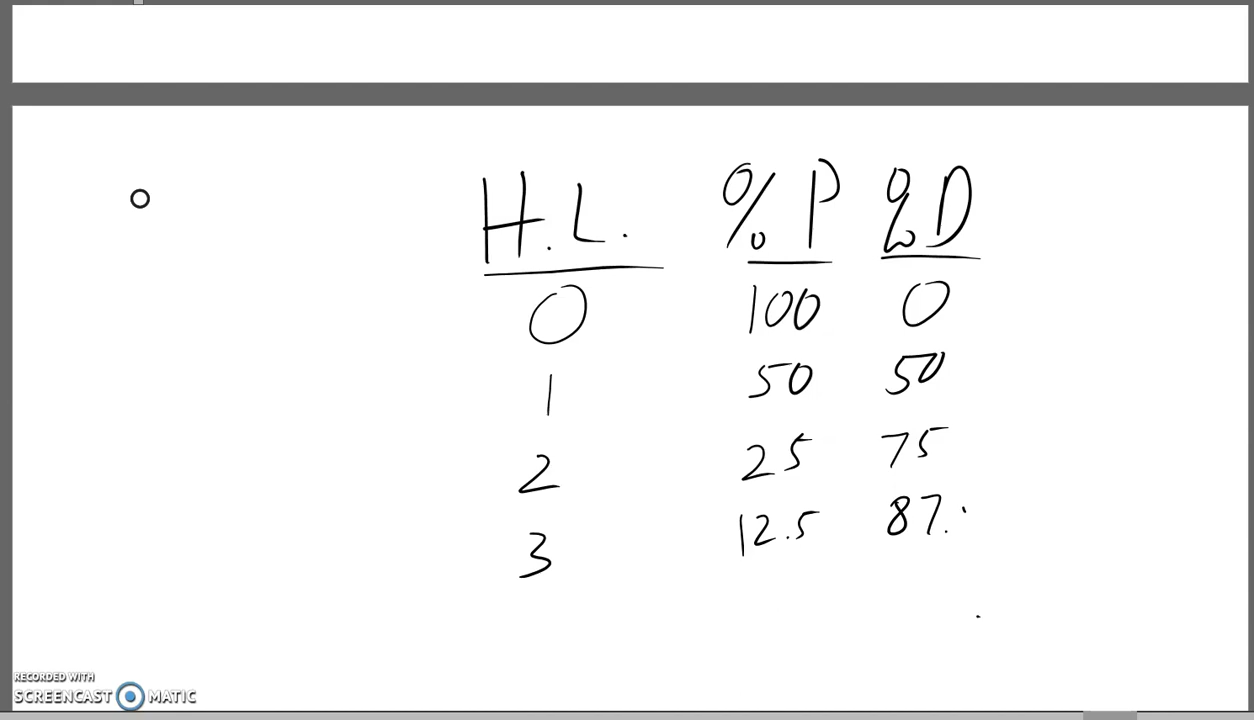 H.L. %P %D
0 100 0
1 50 50
2 25 75
3 12.5 87.
RECORDED WITH
SCREENCAST MATIC